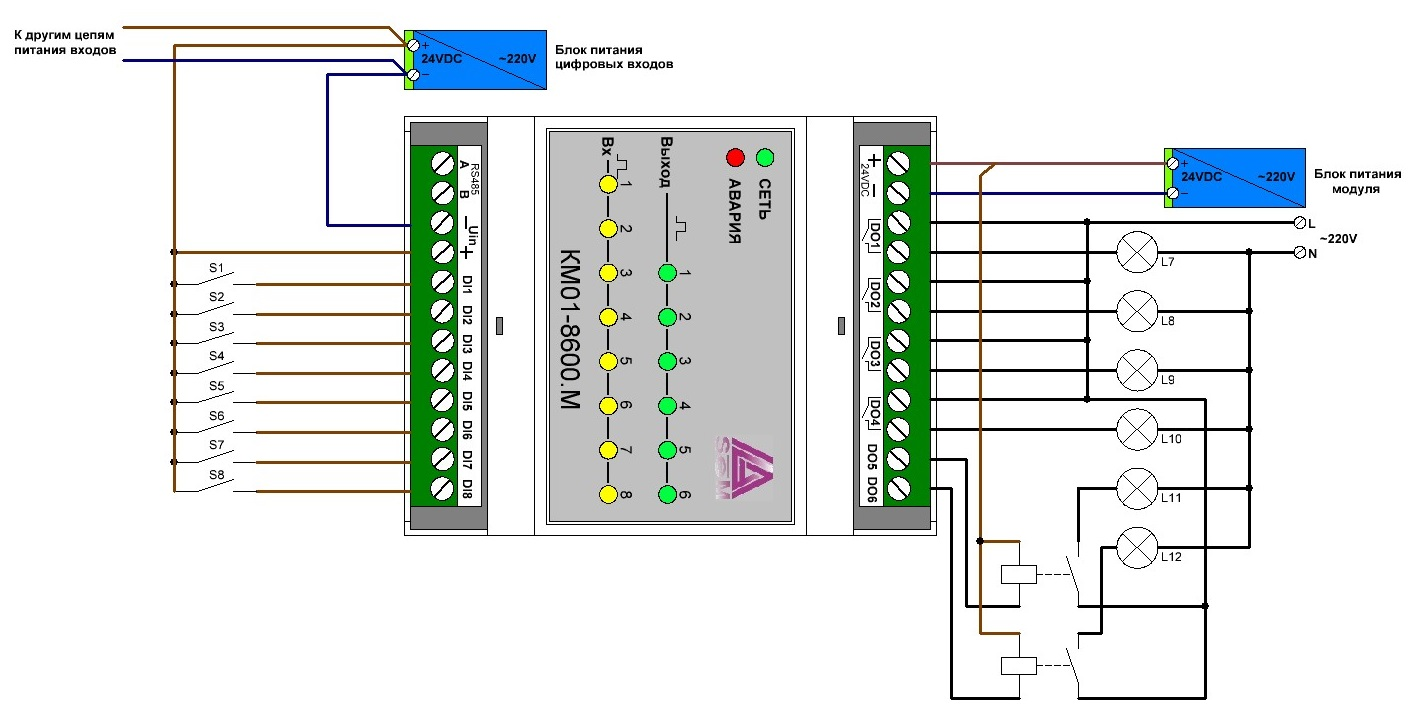 К другим цепям
питания входов
+
24VDC
~220V
−
Блок питания
цифровых входов
A
B
RS485
−
Uin
+
DI1
DI2
DI3
DI4
DI5
DI6
DI7
DI8
S1
S2
S3
S4
S5
S6
S7
S8
Вх
1
2
3
4
5
6
7
8
Выход
1
2
3
4
5
6
АВАРИЯ
СЕТЬ
КМ01-8600.М
+
24VDC
−
DO1
DO2
DO3
DO4
DO5
DO6
+
24VDC
~220V
−
Блок питания
модуля
L
~220V
N
L7
L8
L9
L10
L11
L12